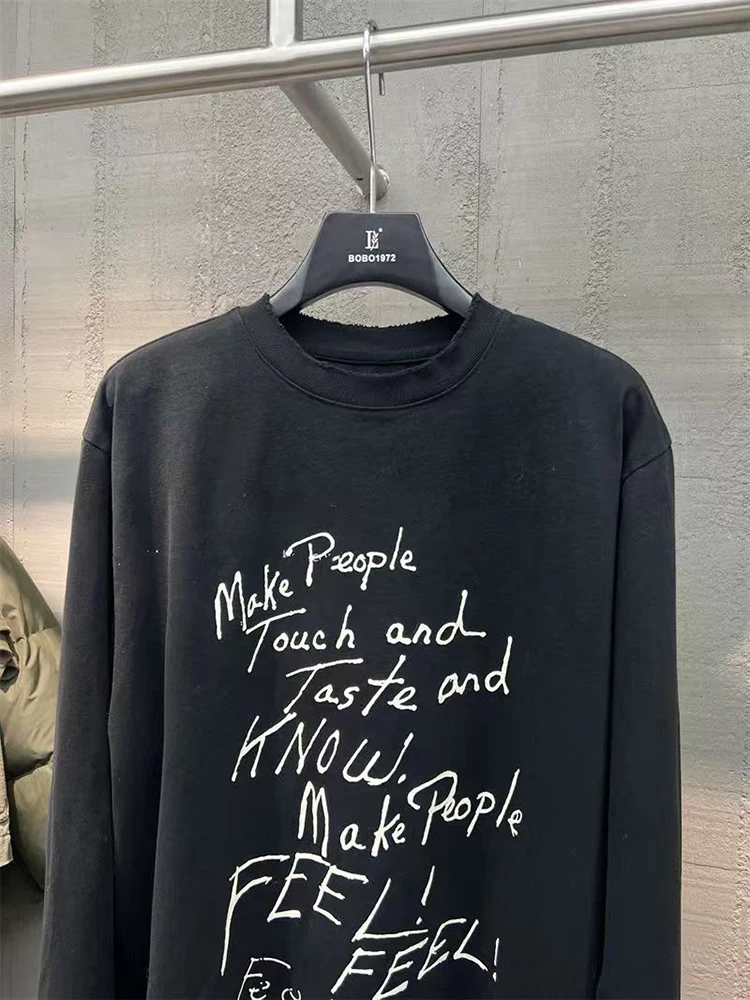 BOBO1972
Make People
Touch and
Taste and
KNOW.
Make People
FEEL!
FEEL!